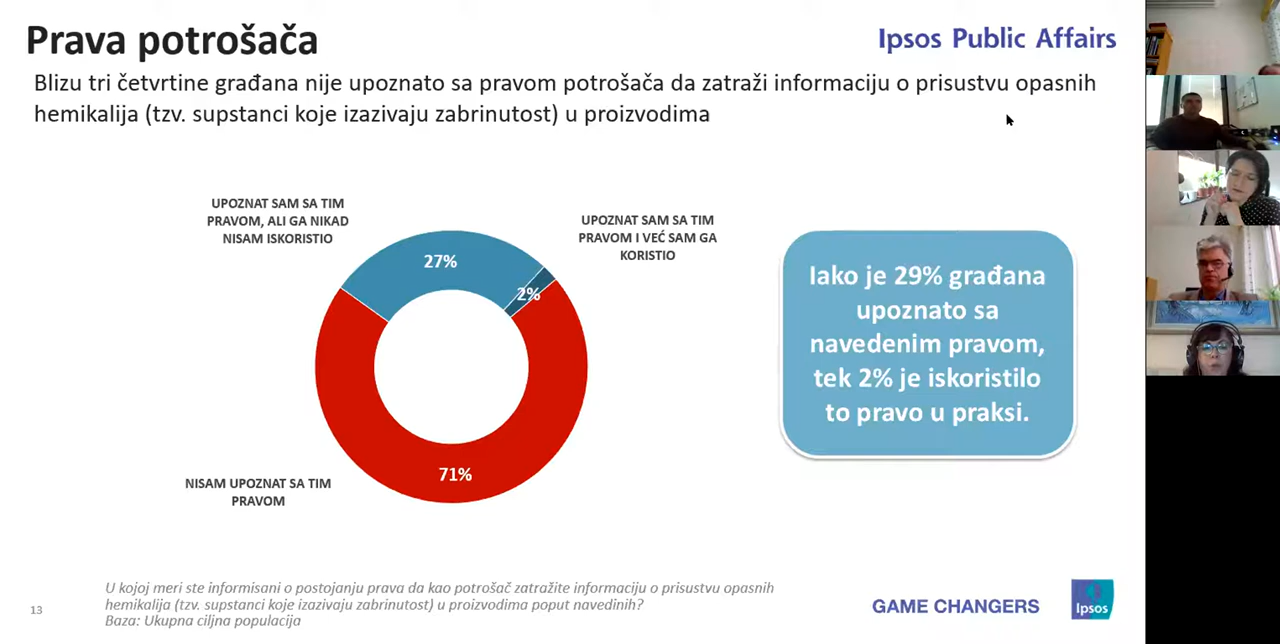 Prava potrošača
Ipsos Public Affairs
Blizu tri četvrtine građana nije upoznato sa pravom potrošača da zatraži informaciju o prisustvu opasnih
hemikalija (tzv. supstanci koje izazivaju zabrinutost) u proizvodima
UPOZNAT SAM SA TIM
PRAVOM, ALI GA NIKAD
NISAM ISKORISTIO
UPOZNAT SAM SA TIM
PRAVOM I VEĆ SAM GA
KORISTIO
27%
2%
71%
NISAM UPOZNAT SA TIM
PRAVOM
Iako je 29% građana
upoznato sa
navedenim pravom,
tek 2% je iskoristilo
to pravo u praksi.
U kojoj meri ste informisani o postojanju prava da kao potrošač zatražite informaciju o prisustvu opasnih
hemikalija (tzv. supstanci koje izazivaju zabrinutost) u proizvodima poput navedinih?
Baza: Ukupna ciljna populacija
13
GAME CHANGERS
Ipsos